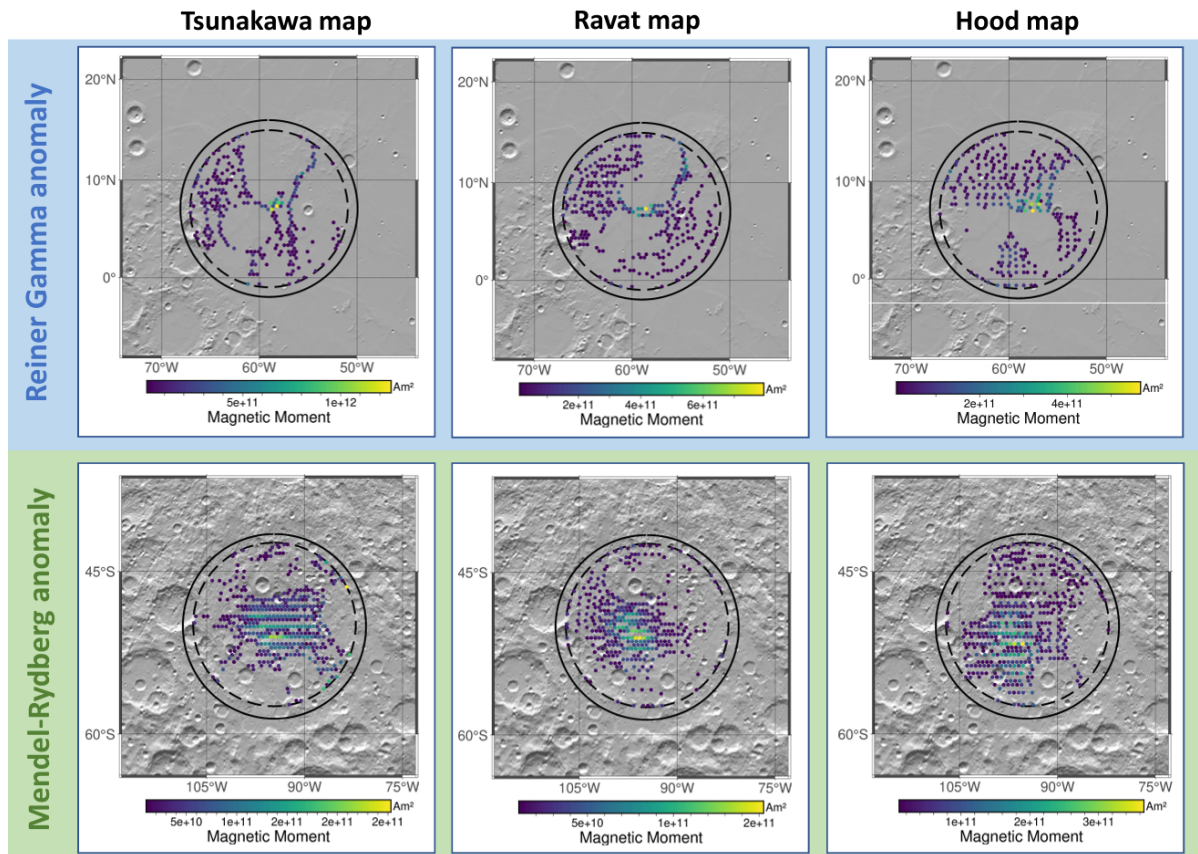 Tsunakawa map
Ravat map
Hood map
Reiner Gamma anomaly
20°N
10°N
0°
70°W 60°W 50°W
Am²
5e+11 1e+12
Magnetic Moment
20°N
10°N
0°
70°W 60°W 50°W
Am²
2e+11 4e+11 6e+11
Magnetic Moment
20°N
10°N
0°
70°W 60°W 50°W
Am²
2e+11 4e+11
Magnetic Moment
Mendel-Rydberg anomaly
45°S
60°S
105°W 90°W 75°W
Am²
5e+10 1e+11 2e+11 2e+11 2e+11
Magnetic Moment
45°S
60°S
105°W 90°W 75°W
Am²
5e+10 1e+11 2e+11
Magnetic Moment
45°S
60°S
105°W 90°W 75°W
Am²
1e+11 2e+11 3e+11
Magnetic Moment